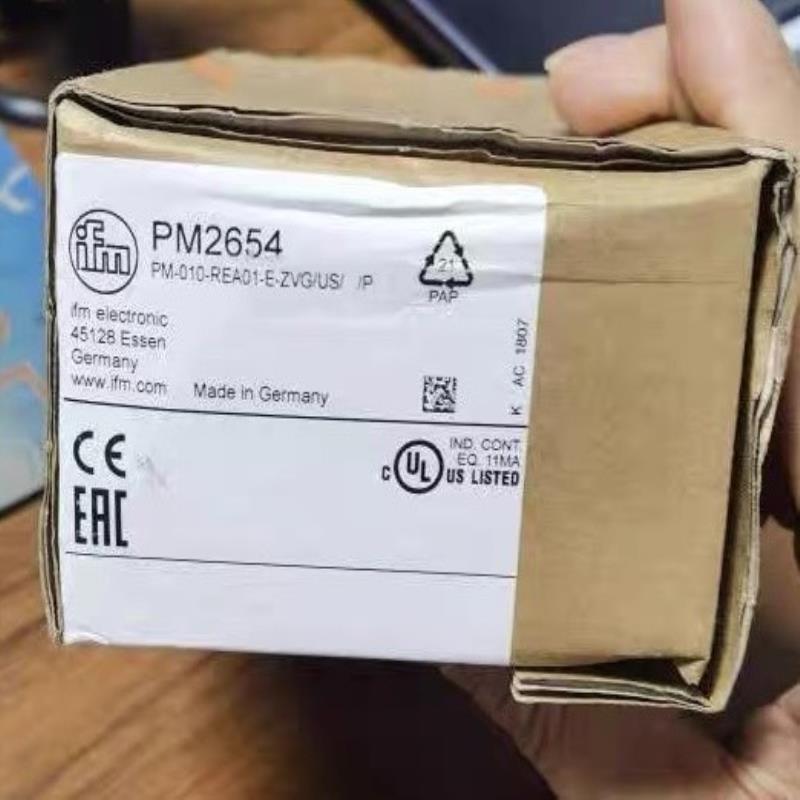 ifm
PM2654
PM-010-REA01-E-ZVG/US/ /P
ifm electronic
45128 Essen
Germany
www.ifm.com
Made in Germany
21
PAP
K AC 1807
CE
EAC
C UL US LISTED
IND. CONT.
EQ. 11MA